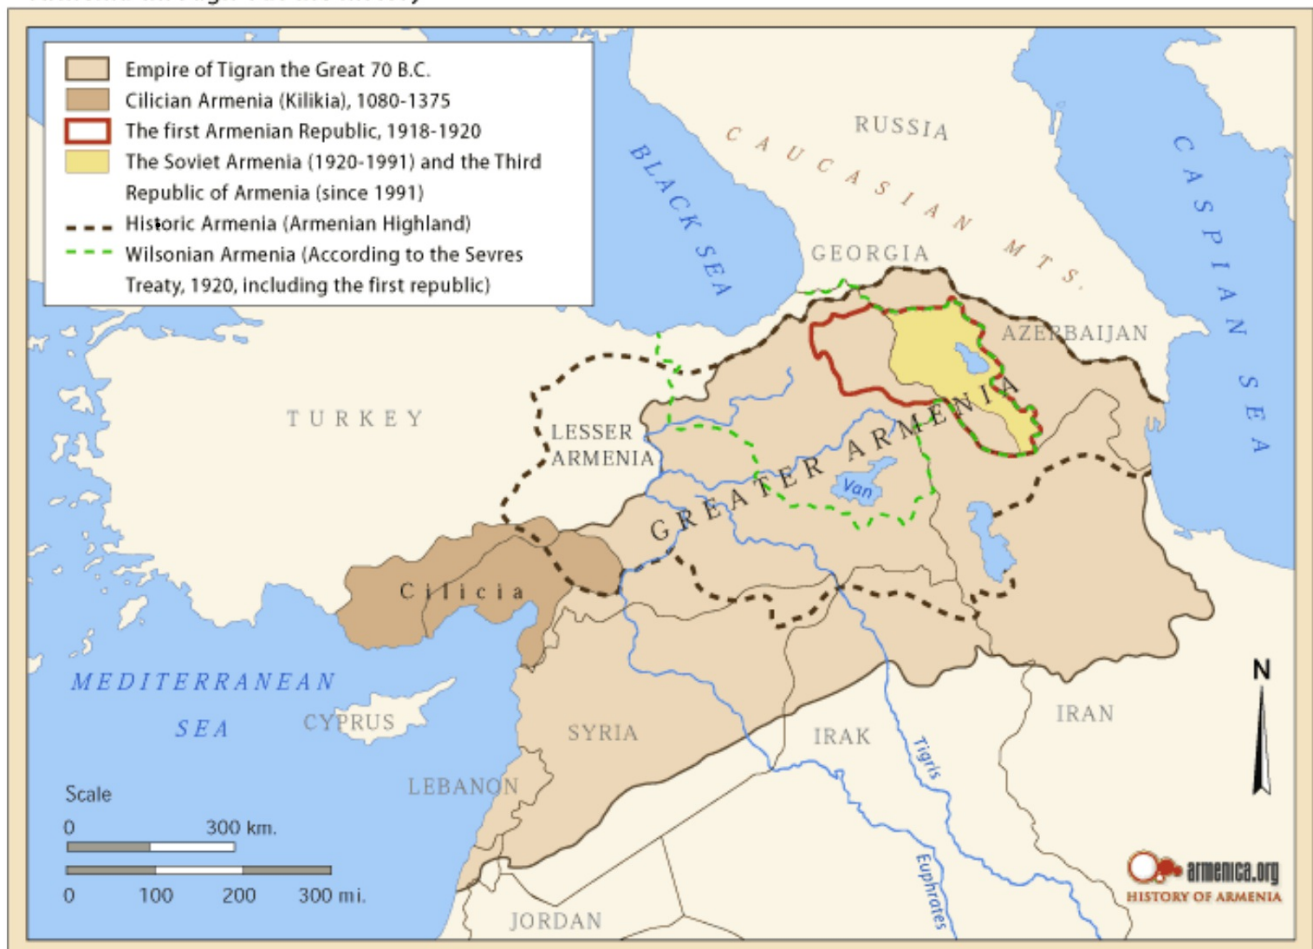 Empire of Tigran the Great 70 B.C.
Cilician Armenia (Kilikia), 1080-1375
The first Armenian Republic, 1918-1920
The Soviet Armenia (1920-1991) and the Third
Republic of Armenia (since 1991)
Historic Armenia (Armenian Highland)
Wilsonian Armenia (According to the Sevres
Treaty, 1920, including the first republic)
RUSSIA
CAUCASIAN MTS.
BLACK SEA
CASPIAN SEA
GEORGIA
AZERBAIJAN
TURKEY
LESSER
ARMENIA
GREATER ARMENIA
Van
Cilicia
MEDITERRANEAN
SEA
CYPRUS
SYRIA
IRAK
IRAN
N
Tigris
LEBANON
Scale
0 300 km.
0 100 200 300 mi.
Euphrates
JORDAN
armenica.org
HISTORY OF ARMENIA